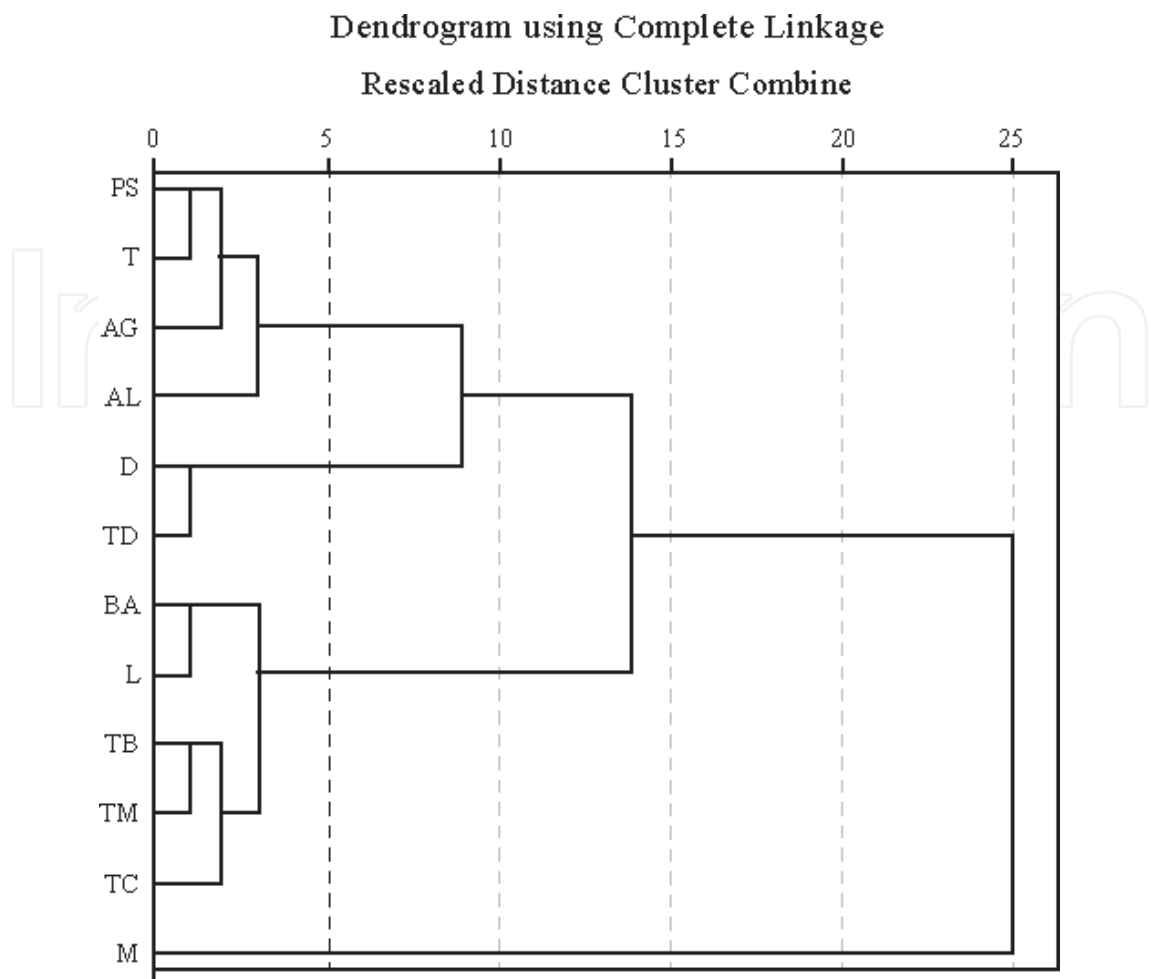 Dendrogram using Complete Linkage
Rescaled Distance Cluster Combine
0 5 10 15 20 25
PS
T
AG
AL
D
TD
BA
L
TB
TM
TC
M